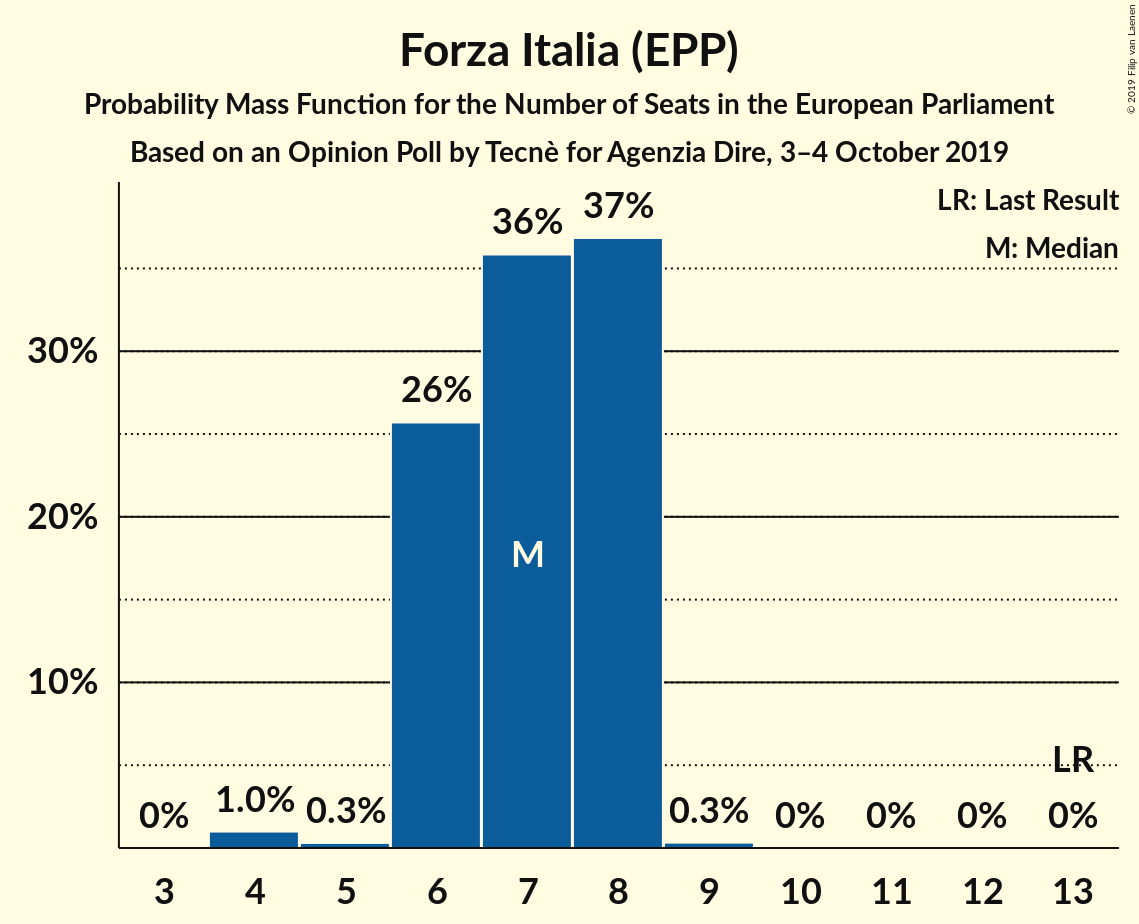 Forza Italia (EPP)
Probability Mass Function for the Number of Seats in the European Parliament
Based on an Opinion Poll by Tecnè for Agenzia Dire, 3–4 October 2019
© 2019 Filip van Laenen
LR: Last Result
M: Median
37%
36%
30%
26%
20%
M
10%
LR
0% 1.0% 0.3% 0.3% 0% 0% 0% 0%
3 4 5 6 7 8 9 10 11 12 13